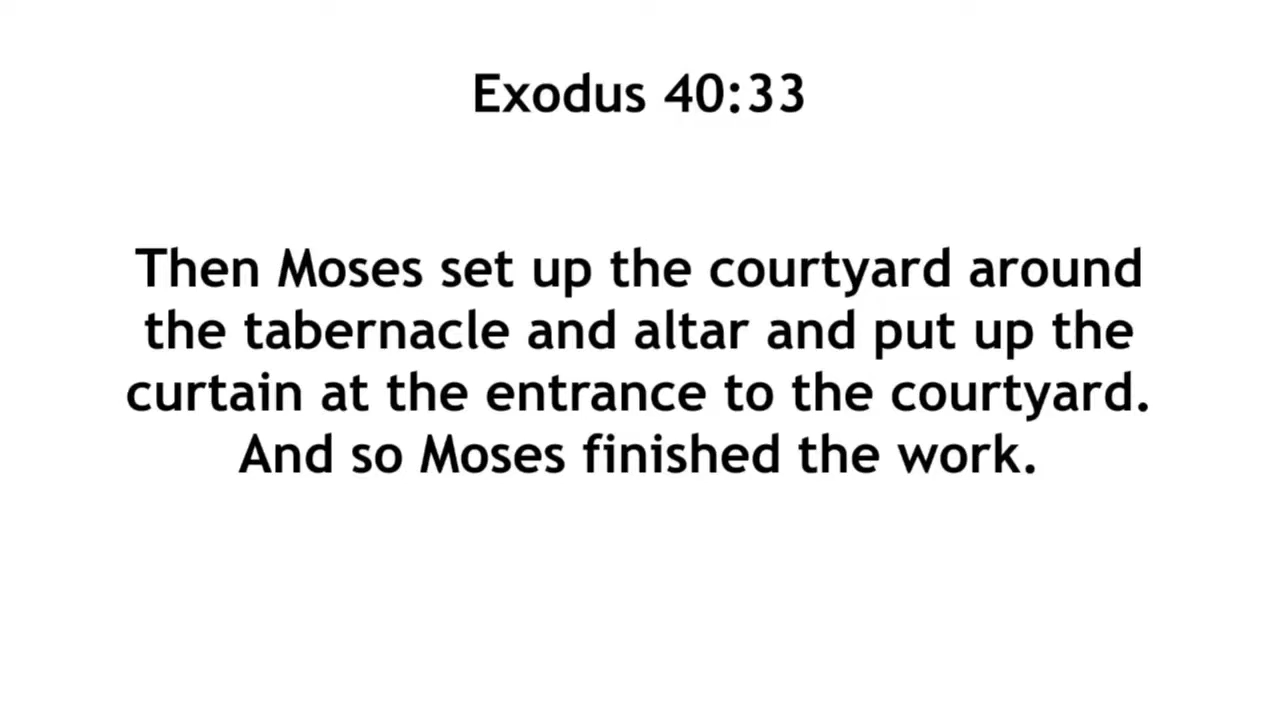 Exodus 40:33
Then Moses set up the courtyard around
the tabernacle and altar and put up the
curtain at the entrance to the courtyard.
And so Moses finished the work.